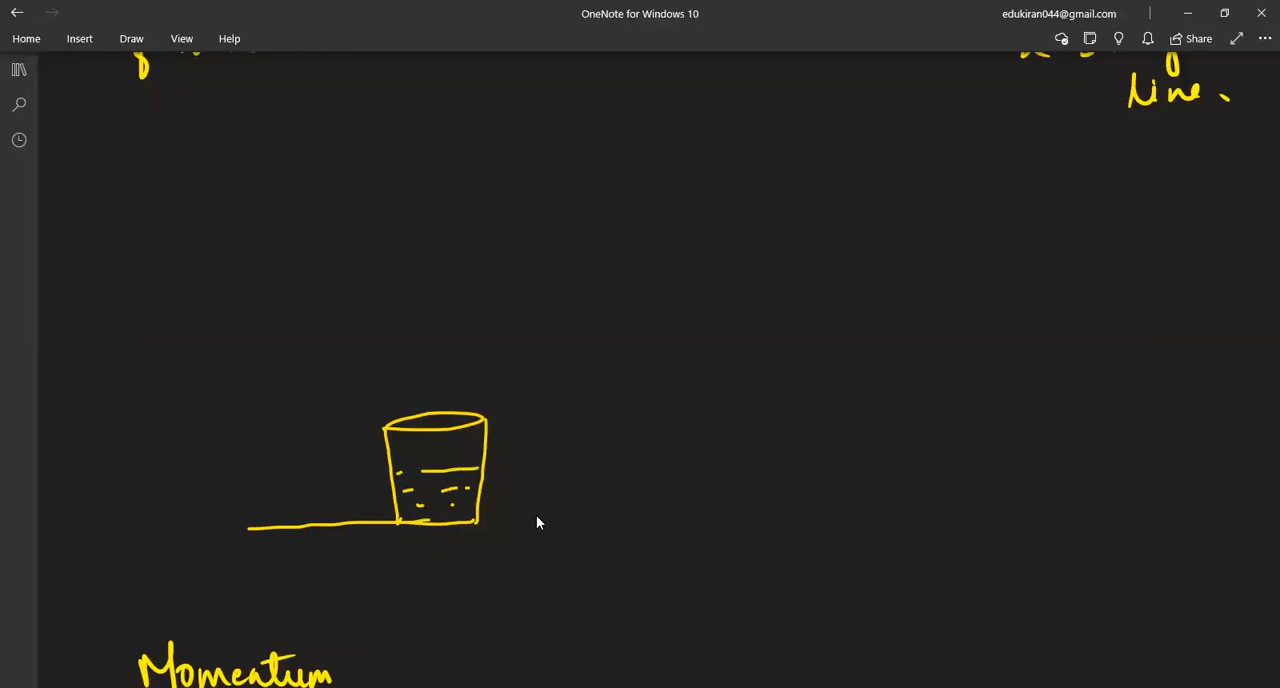 OneNote for Windows 10
edukiran044@gmail.com
Home Insert Draw View Help
Share
Line.
Momentum